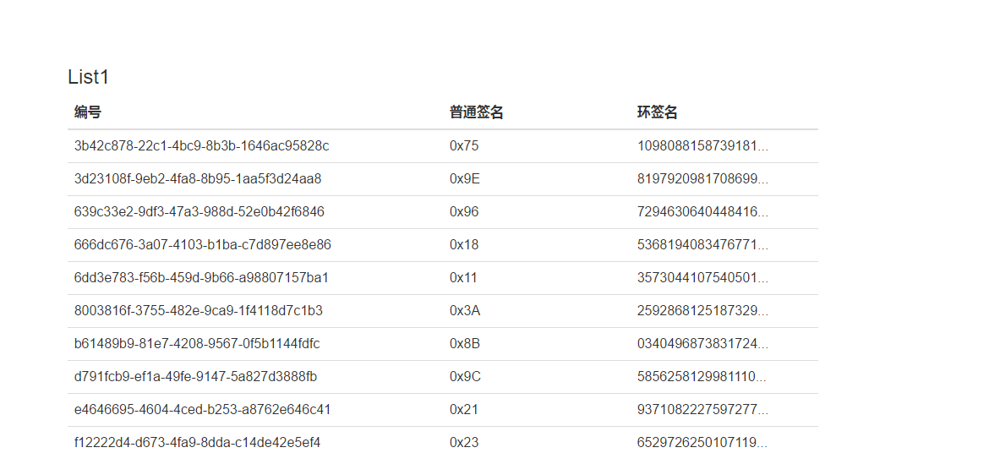 List1
编号 普通签名 环签名
3b42c878-22c1-4bc9-8b3b-1646ac95828c 0x75 1098088158739181...
3d23108f-9eb2-4fa8-8b95-1aa5f3d24aa8 0x9E 8197920981708699...
639c33e2-9df3-47a3-988d-52e0b42f6846 0x96 7294630640448416...
666dc676-3a07-4103-b1ba-c7d897ee8e86 0x18 5368194083476771...
6dd3e783-f56b-459d-9b66-a98807157ba1 0x11 3573044107540501...
8003816f-3755-482e-9ca9-1f4118d7c1b3 0x3A 2592868125187329...
b61489b9-81e7-4208-9567-0f5b1144fdfc 0x8B 0340496873831724...
d791fcb9-ef1a-49fe-9147-5a827d3888fb 0x9C 5856258129981110...
e4646695-4604-4ced-b253-a8762e646c41 0x21 9371082227597277...
f12222d4-d673-4fa9-8dda-c14de42e5ef4 0x23 6529726250107119...